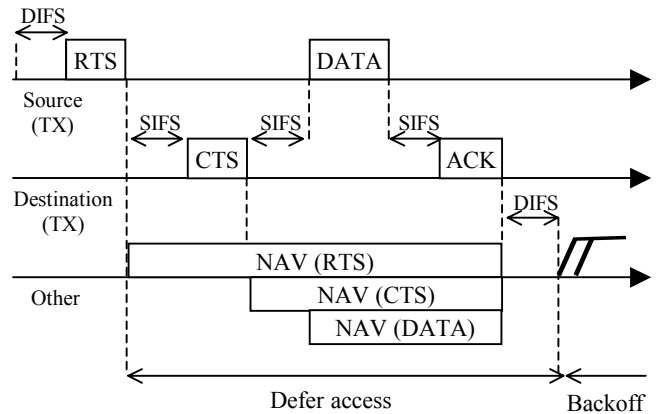 DIFS
RTS
DATA
Source
(TX)
SIFS
SIFS
SIFS
CTS
ACK
Destination
(TX)
DIFS
NAV (RTS)
Other
NAV (CTS)
NAV (DATA)
Defer access
Backoff